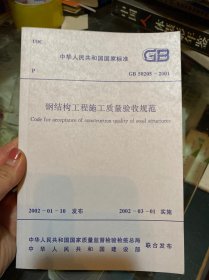 UDC
中华人民共和国国家标准
GB
P
GB 50205-2001
钢结构工程施工质量验收规范
Code for acceptance of construction quality of steel structures
2002-01-10 发布
2002-03-01 实施
中华人民共和国国家质量监督检验检疫总局
中华人民共和国建设部
联合发布